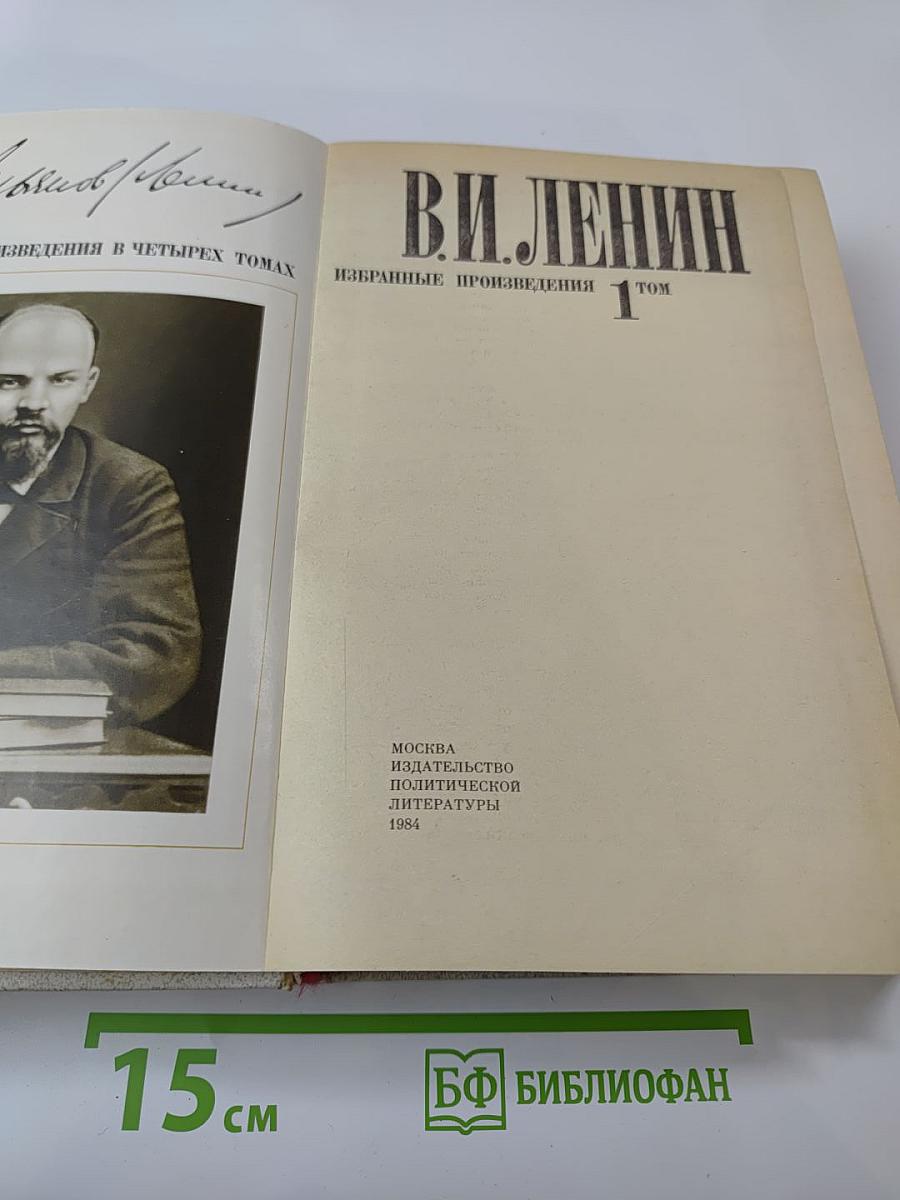 ИЗВЕДЕНИЯ В ЧЕТЫРЕХ ТОМАХ
В.И.ЛЕНИН
ИЗБРАННЫЕ ПРОИЗВЕДЕНИЯ 1 ТОМ
МОСКВА
ИЗДАТЕЛЬСТВО
ПОЛИТИЧЕСКОЙ
ЛИТЕРАТУРЫ
1984
15 см
БФ БИБЛИОФАН